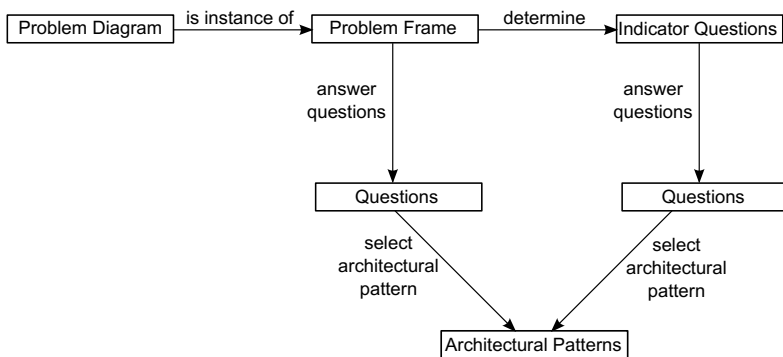 Problem Diagram
is instance of
Problem Frame
determine
Indicator Questions
answer
questions
answer
questions
Questions
Questions
select
architectural
pattern
select
architectural
pattern
Architectural Patterns